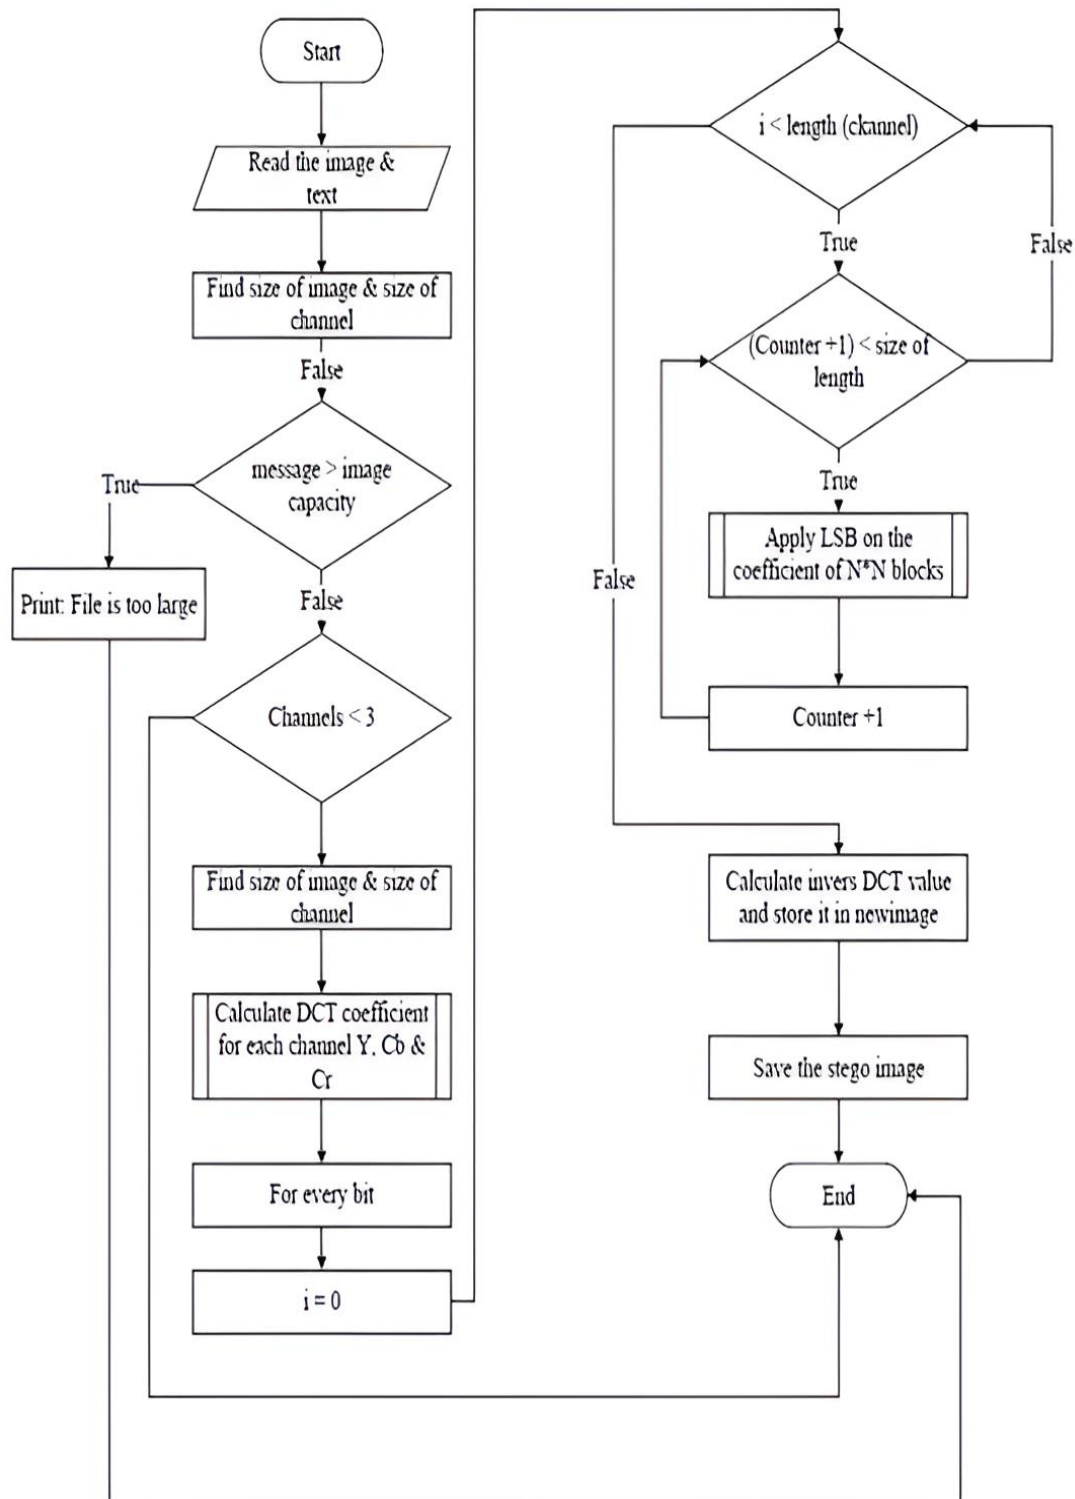 Start
Read the image &
text
Find size of image & size of
channel
False
message > image
capacity
True
Print: File is too large
False
Channels < 3
Find size of image & size of
channel
Calculate DCT coefficient
for each channel Y, Cb &
Cr
For every bit
i = 0
i < length (ckannel)
True
False
(Counter +1) < size of
length
True
Apply LSB on the
coefficient of N*N blocks
False
Counter +1
Calculate invers DCT value
and store it in newimage
Save the stego image
End